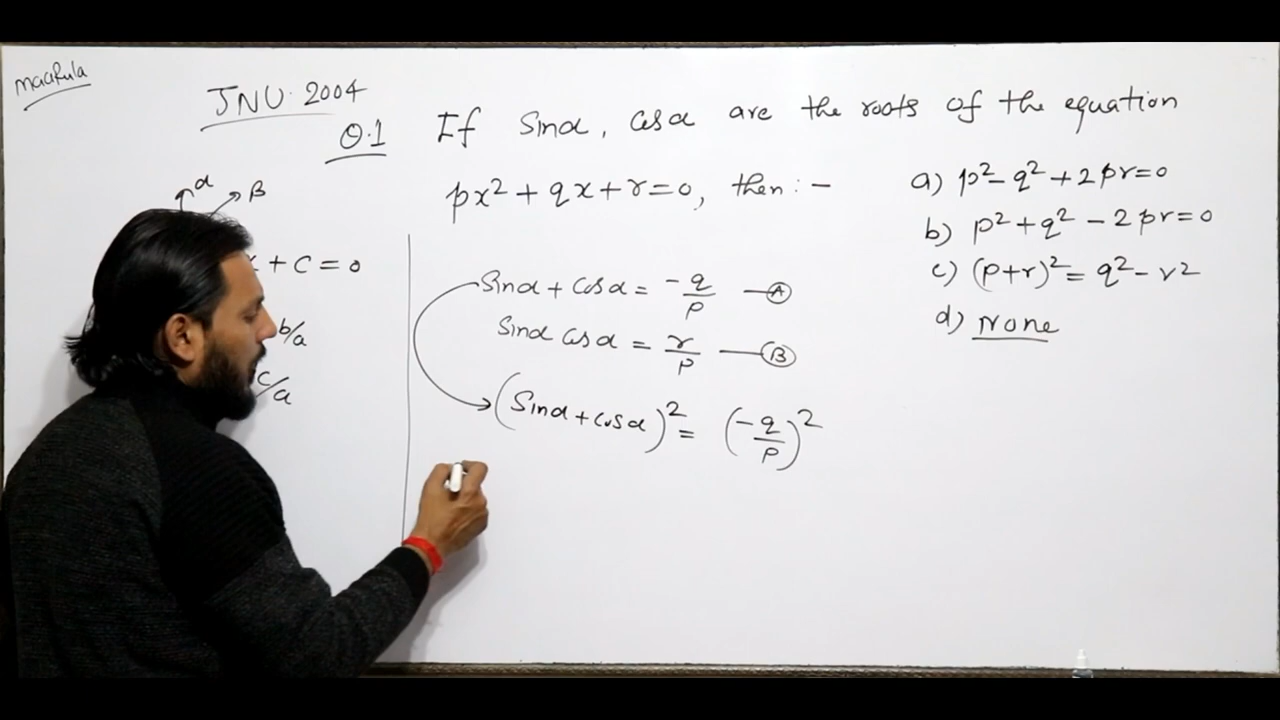 JNU. 2004
Q.1 If Sinα, Cosα are the roots of the equation
px² + qx + r = 0, then : -
a) p² - q² + 2pr = 0
b) p² + q² - 2pr = 0
c) (p+r)² = q² - r²
d) None
α β
+ C = 0
b/a
c/a
Sinα + Cosα = -q/p — A
Sinα Cosα = r/p — B
(Sinα + cosα)² = (-q/p)²